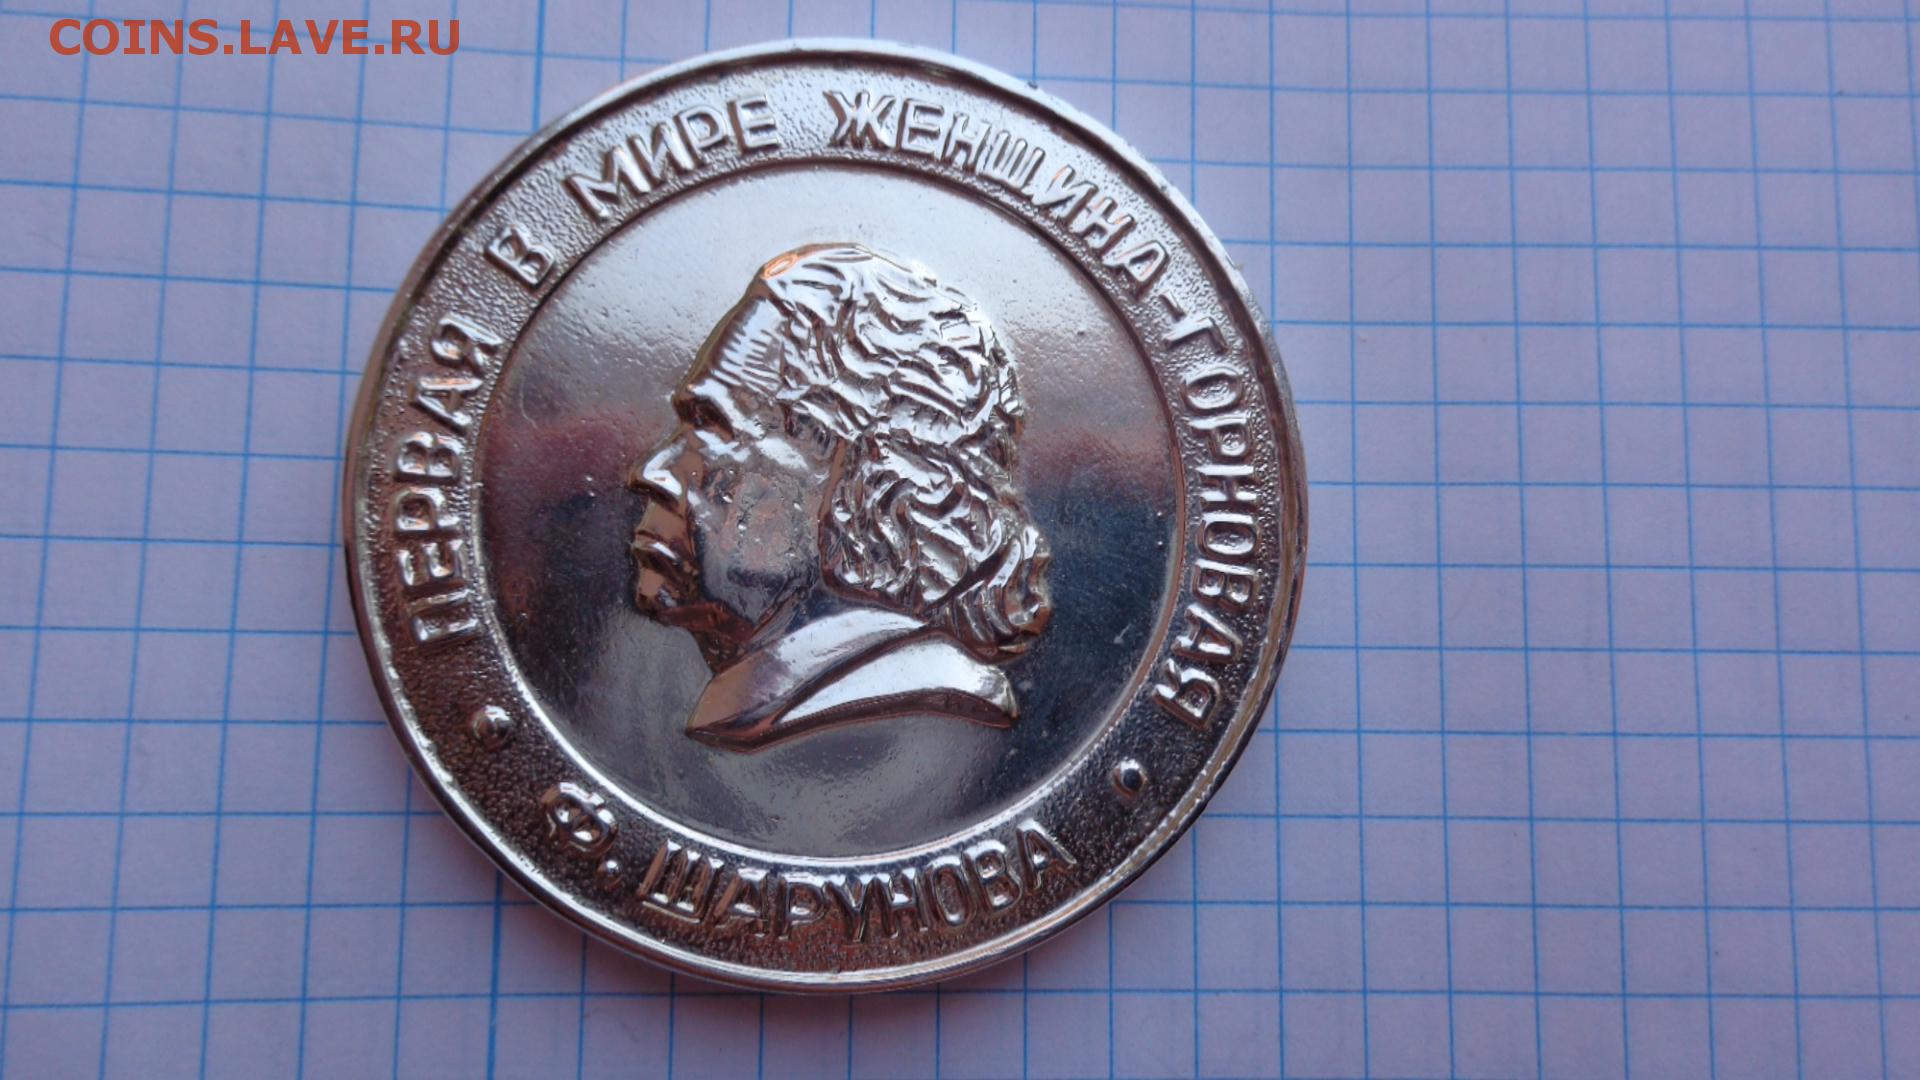 COINS.LAVE.RU
ПЕРВАЯ В МИРЕ ЖЕНЩИНА-ГОРНОВАЯ
Ф. ШАРУНОВА